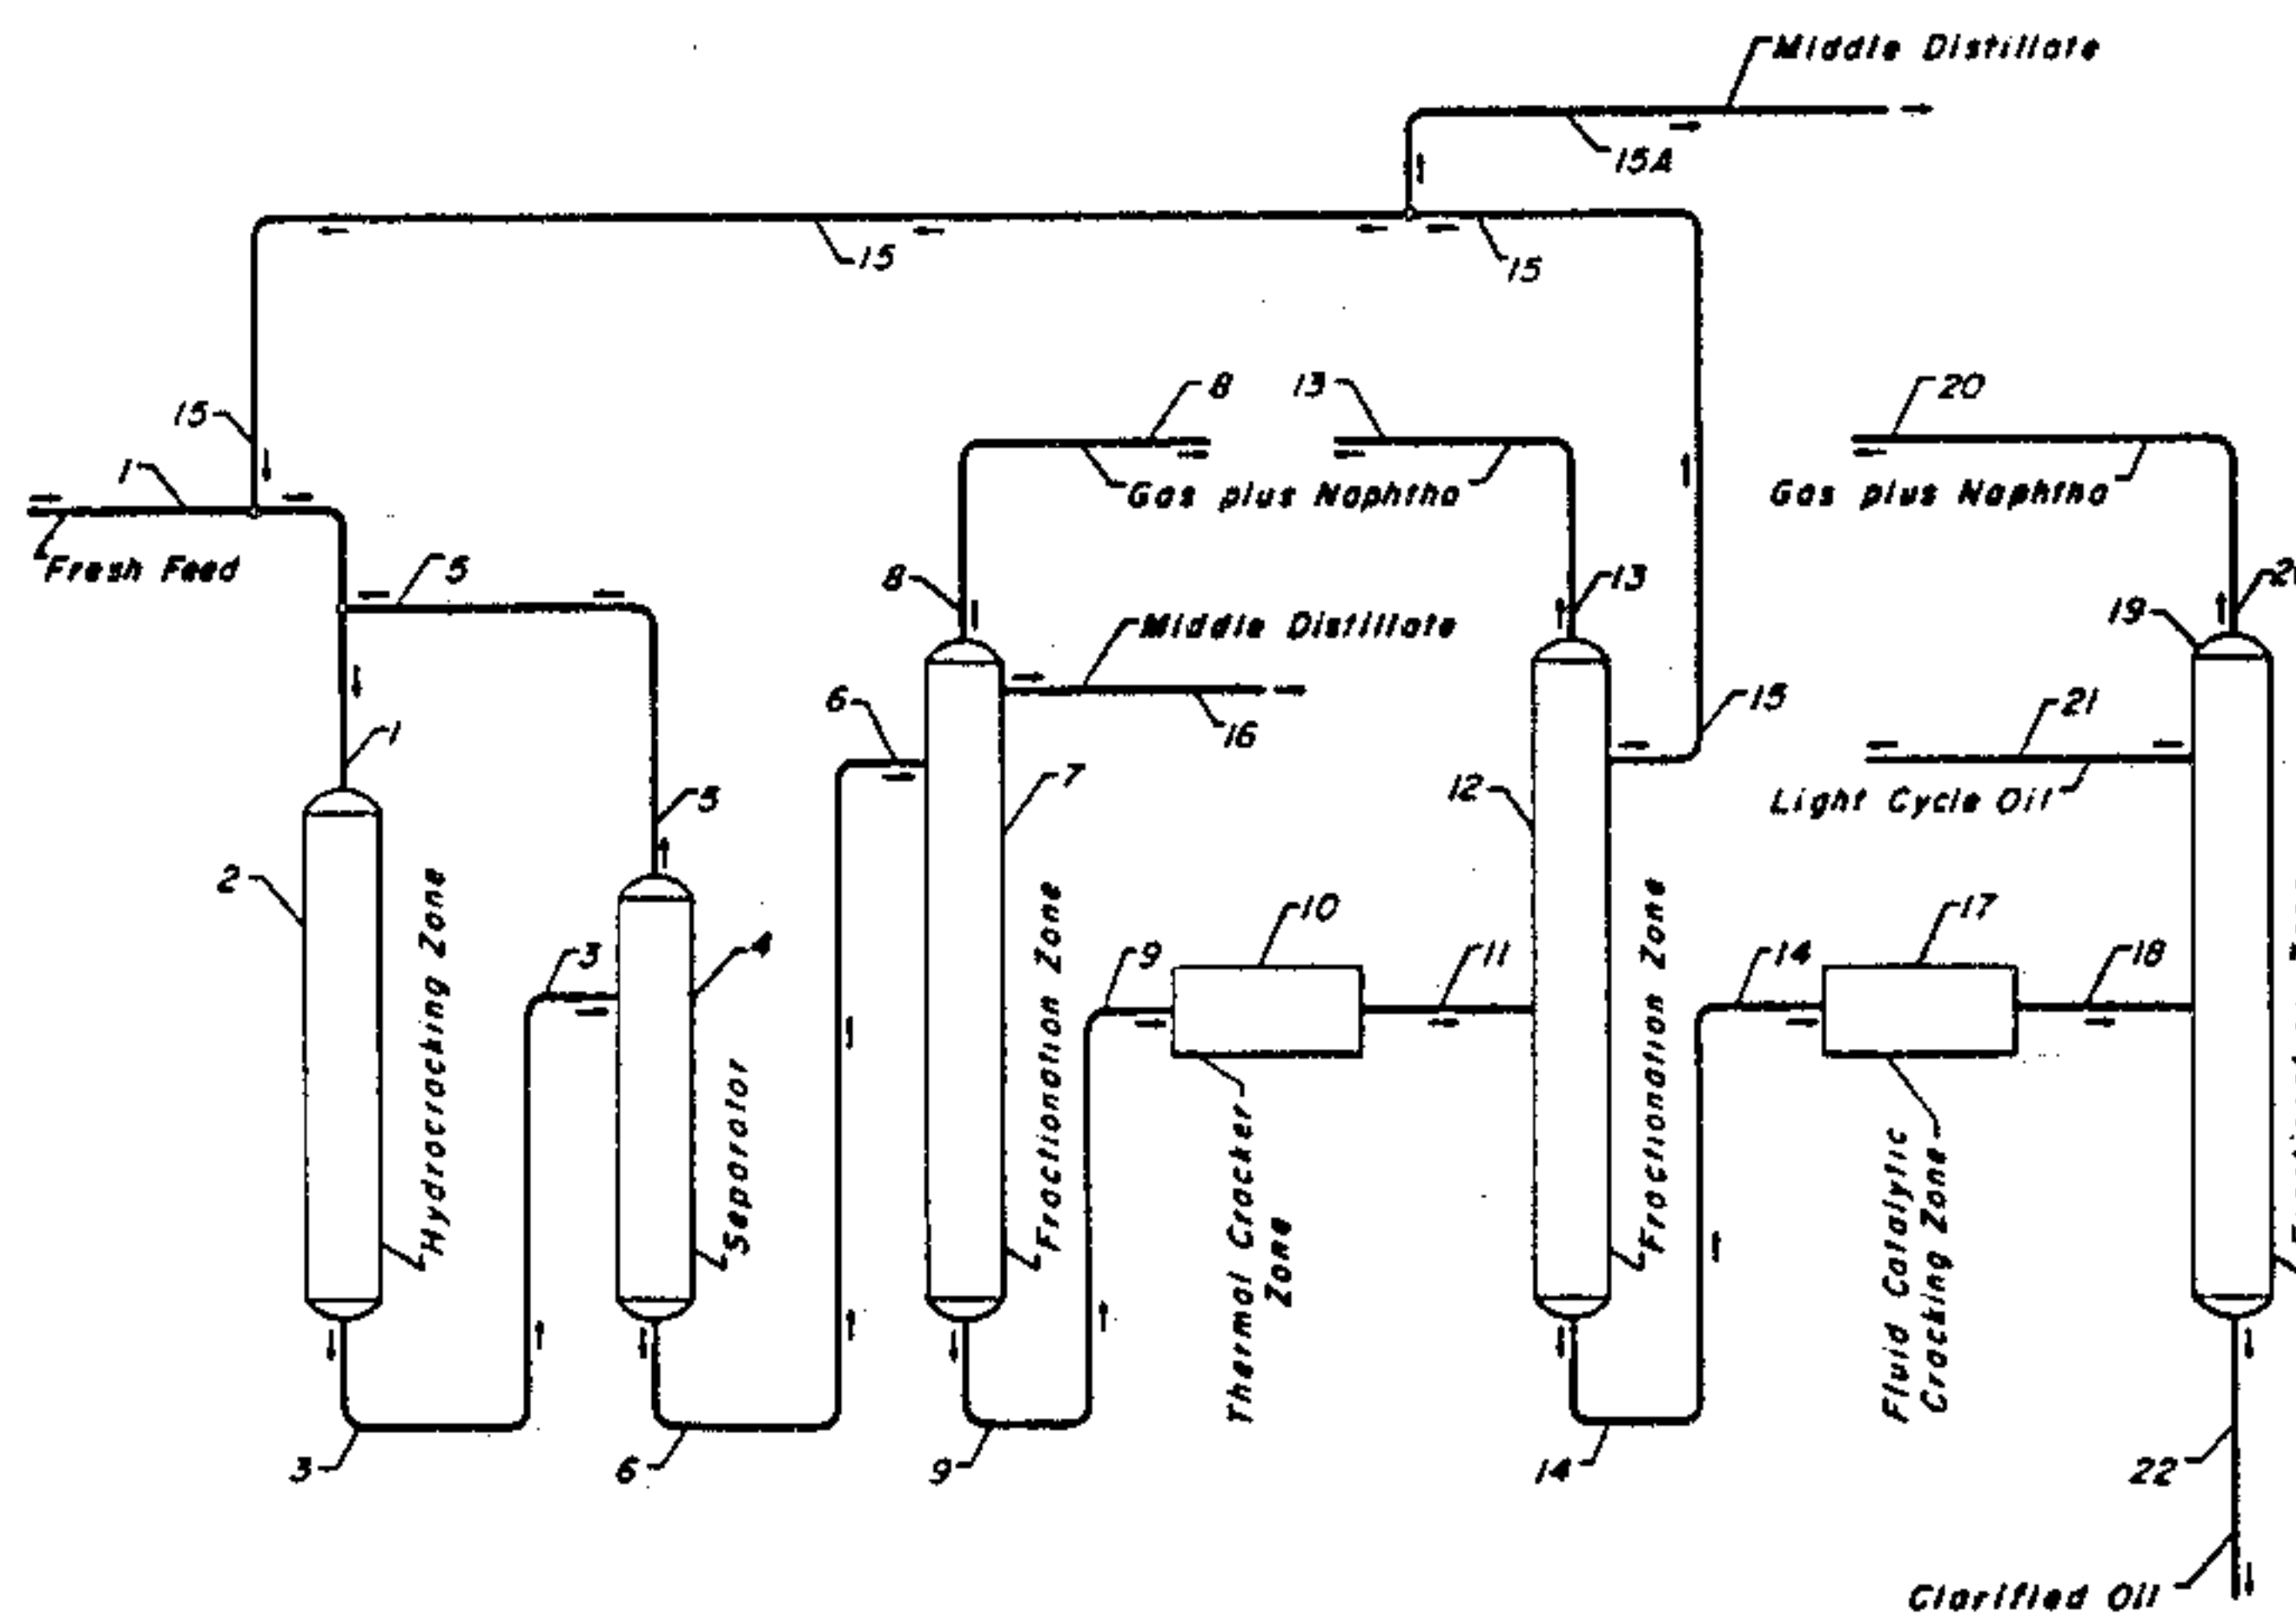 Middle Distillate
15A
15
15
15
1
Fresh Feed
5
8
13
20
Gas plus Naphtha
Gas plus Naphtha
8
13
19
Middle Distillate
6
16
15
21
1
5
7
12
Light Cycle Oil
2
Hydrocracking Zone
3
4
Separator
Fractionation Zone
9
10
11
Fractionation Zone
14
17
18
Thermal Cracker
Zone
Fluid Catalytic
Cracking Zone
3
6
9
14
22
Clarified Oil